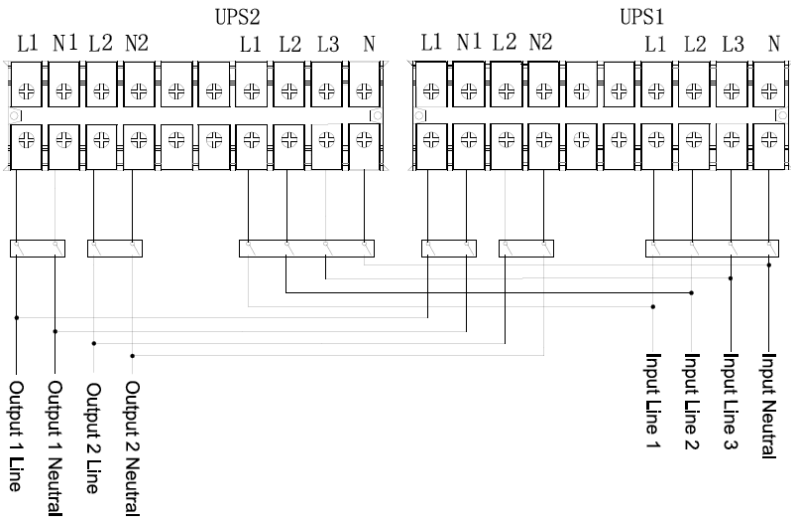 UPS2 UPS1
L1 N1 L2 N2 L1 L2 L3 N L1 N1 L2 N2 L1 L2 L3 N
Output 1 Line
Output 1 Neutral
Output 2 Line
Output 2 Neutral
Input Line 1
Input Line 2
Input Line 3
Input Neutral